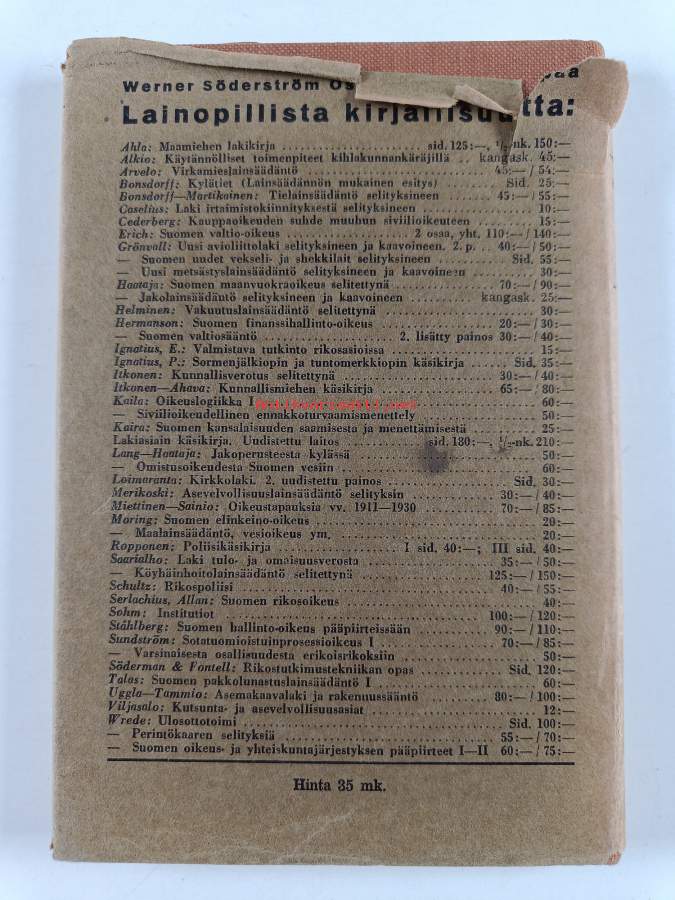 Werner Söderström Os paa
Lainopillista kirjallisuutta:
Ahla: Maamiehen lakikirja ........ sid. 125:—, ½-nk. 150:—
Alkio: Käytännölliset toimenpiteet kihlakunnankäräjillä .. kangask. 45:—
Arvelo: Virkamieslainsäädäntö ........ 45:— / 54:—
Bonsdorff: Kylätiet (Lainsäädännön mukainen esitys) ........ Sid. 25:—
Bonsdorff—Martikainen: Tielainsäädäntö selityksineen ........ 45:— / 55:—
Caselius: Laki irtaimistokiinnityksestä selityksineen ........ 10:—
Cederberg: Kauppaoikeuden suhde muuhun siviilioikeuteen ........ 15:—
Erich: Suomen valtio-oikeus ........ 2 osaa, yht. 110:— / 140:—
Grönvall: Uusi avioliittolaki selityksineen ja kaavoineen. 2. p. .. 40:— / 50:—
— Suomen uudet vekseli- ja shekkilait selityksineen ........ Sid. 55:—
— Uusi metsästyslainsäädäntö selityksineen ja kaavoineen ........ 30:—
Haataja: Suomen maanvuokraoikeus selitettynä ........ 70:— / 90:—
— Jakolainsäädäntö selityksineen ja kaavoineen ........ kangask. 25:—
Helminen: Vakuutuslainsäädäntö selitettynä ........ 30:—
Hermanson: Suomen finanssihallinto-oikeus ........ 20:— / 30:—
— Suomen valtiosääntö ........ 2. lisätty painos 30:— / 40:—
Ignatius, E.: Valmistava tutkinto rikosasioissa ........ 15:—
Ignatius, P.: Sormenjälkiopin ja tuntomerkkiopin käsikirja .. Sid. 35:—
Itkonen: Kunnallisverotus selitettynä ........ 30:— / 40:—
Itkonen—Ahava: Kunnallismiehen käsikirja ........ 65:— / 80:—
Kaila: Oikeuslogiikka I ........ 60:—
— Siviilioikeudellinen ennakkoturvaamismenettely ........ 50:—
Kaira: Suomen kansalaisuuden saamisesta ja menettämisestä ........ 25:—
Lakiasiain käsikirja. Uudistettu laitos ........ sid. 180:—, ½-nk. 210:—
Lang—Haataja: Jakoperusteesta kylässä ........ 50:—
— Omistusoikeudesta Suomen vesiin ........ 60:—
Loimaranta: Kirkkolaki. 2. uudistettu painos ........ Sid. 30:—
Merikoski: Asevelvollisuuslainsäädäntö selityksin ........ 30:— / 40:—
Miettinen—Sainio: Oikeustapauksia vv. 1911—1930 ........ 70:— / 85:—
Moring: Suomen elinkeino-oikeus ........ 20:—
— Maalainsäädäntö, vesioikeus ym. ........ 20:—
Ropponen: Poliisikäsikirja ........ I sid. 40:—; III sid. 40:—
Saarialho: Laki tulo- ja omaisuusverosta ........ 35:— / 50:—
— Köyhäinhoitolainsäädäntö selitettynä ........ 125:— / 150:—
Schultz: Rikospoliisi ........ 40:— / 55:—
Serlachius, Allan: Suomen rikosoikeus ........ 40:—
Sohm: Institutiot ........ 100:— / 120:—
Ståhlberg: Suomen hallinto-oikeus pääpiirteissään ........ 90:— / 110:—
Sundström: Sotatuomioistuinprosessioikeus I ........ 70:— / 85:—
— Varsinaisesta osallisuudesta erikoisrikoksiin ........ 50:—
Söderman & Fontell: Rikostutkimustekniikan opas ........ Sid. 120:—
Talas: Suomen pakkolunastuslainsäädäntö I ........ 60:—
Uggla—Tammio: Asemakaavalaki ja rakennussääntö ........ 80:— / 100:—
Viljasalo: Kutsunta- ja asevelvollisuusasiat ........ 12:—
Wrede: Ulosottotoimi ........ Sid. 100:—
— Perintökaaren selityksiä ........ 55:— / 70:—
— Suomen oikeus- ja yhteiskuntajärjestyksen pääpiirteet I—II 60:— / 75:—
Hinta 35 mk.